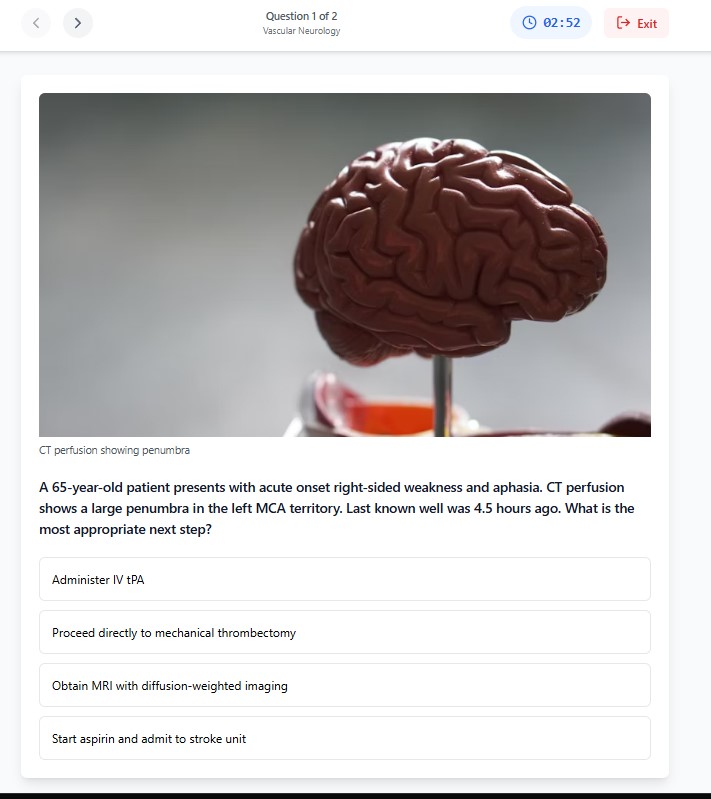 Question 1 of 2
Vascular Neurology
02:52
Exit
CT perfusion showing penumbra
A 65-year-old patient presents with acute onset right-sided weakness and aphasia. CT perfusion
shows a large penumbra in the left MCA territory. Last known well was 4.5 hours ago. What is the
most appropriate next step?
Administer IV tPA
Proceed directly to mechanical thrombectomy
Obtain MRI with diffusion-weighted imaging
Start aspirin and admit to stroke unit